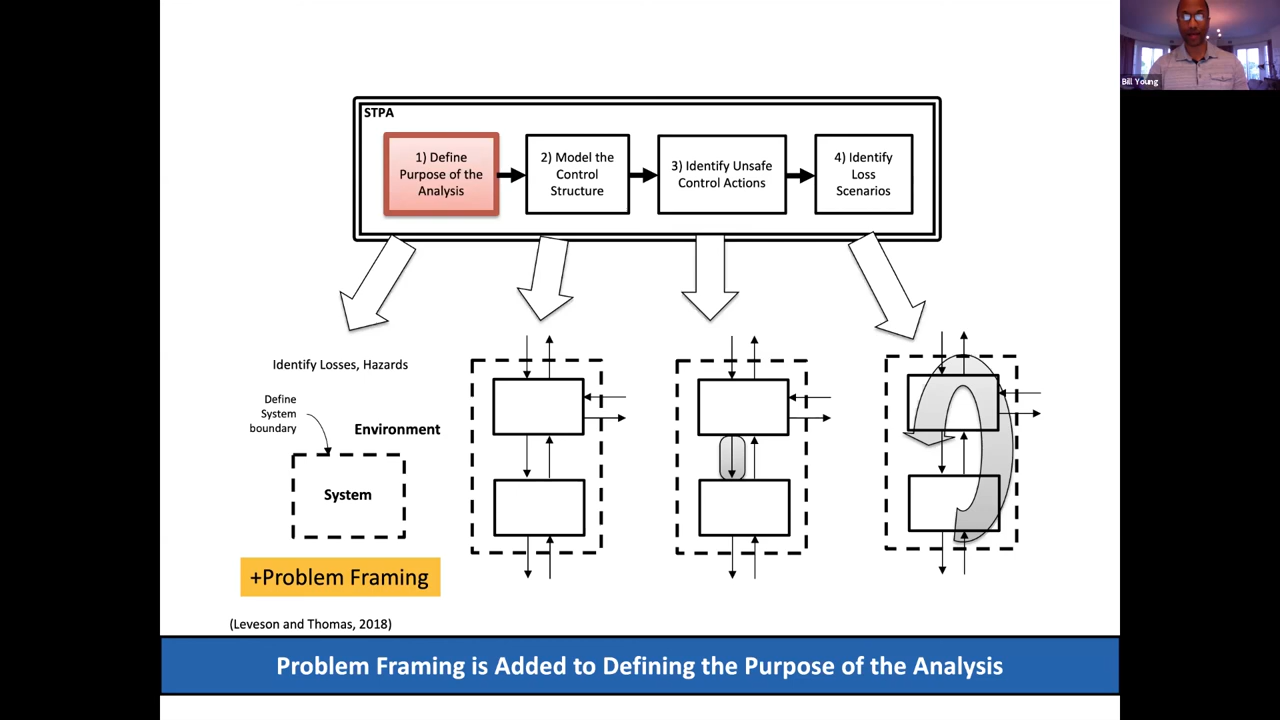 Bill Young
STPA
1) Define
Purpose of the
Analysis
2) Model the
Control
Structure
3) Identify Unsafe
Control Actions
4) Identify
Loss
Scenarios
Identify Losses, Hazards
Define
System
boundary
Environment
System
+Problem Framing
(Leveson and Thomas, 2018)
Problem Framing is Added to Defining the Purpose of the Analysis